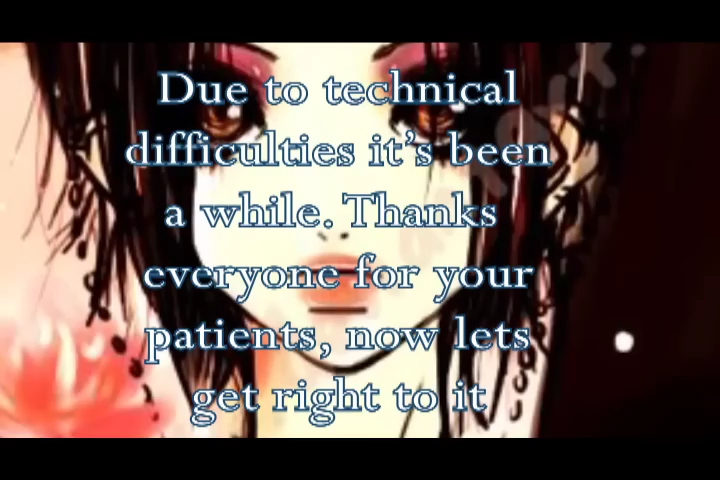 Due to technical
difficulties it's been
a while. Thanks
everyone for your
patients, now lets
get right to it